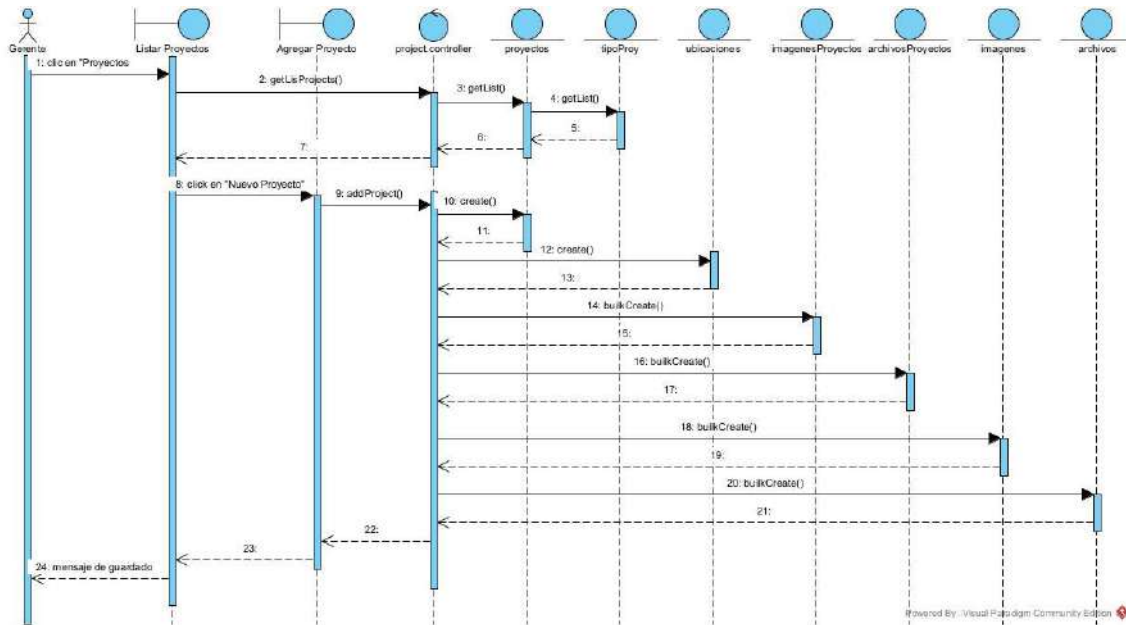 Gerente
Listar Proyectos
Agregar Proyecto
project.controller
proyectos
tipoProy
ubicaciones
imagenesProyectos
archivosProyectos
imagenes
archivos
1: clic en "Proyectos
2: getLisProjects()
3: getList()
4: getList()
5:
6:
7:
8: click en "Nuevo Proyecto"
9: addProject()
10: create()
11:
12: create()
13:
14: builkCreate()
15:
16: builkCreate()
17:
18: builkCreate()
19:
20: builkCreate()
21:
22:
23:
24: mensaje de guardado
Powered By: Visual Paradigm Community Edition